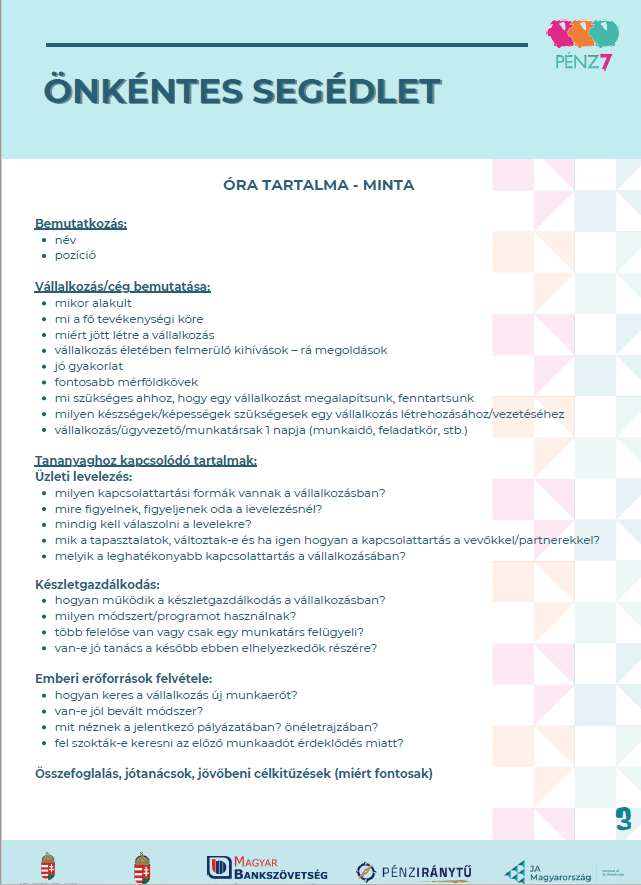 PÉNZ7
ÖNKÉNTES SEGÉDLET
ÓRA TARTALMA - MINTA
Bemutatkozás:
• név
• pozíció
Vállalkozás/cég bemutatása:
• mikor alakult
• mi a fő tevékenységi köre
• miért jött létre a vállalkozás
• vállalkozás életében felmerülő kihívások – rá megoldások
• jó gyakorlat
• fontosabb mérföldkövek
• mi szükséges ahhoz, hogy egy vállalkozást megalapítsunk, fenntartsunk
• milyen készségek/képességek szükségesek egy vállalkozás létrehozásához/vezetéséhez
• vállalkozás/ügyvezető/munkatársak 1 napja (munkaidő, feladatkör, stb.)
Tananyaghoz kapcsolódó tartalmak:
Üzleti levelezés:
• milyen kapcsolattartási formák vannak a vállalkozásban?
• mire figyelnek, figyeljenek oda a levelezésnél?
• mindig kell válaszolni a levelekre?
• mik a tapasztalatok, változtak-e és ha igen hogyan a kapcsolattartás a vevőkkel/partnerekkel?
• melyik a leghatékonyabb kapcsolattartás a vállalkozásában?
Készletgazdálkodás:
• hogyan működik a készletgazdálkodás a vállalkozásban?
• milyen módszert/programot használnak?
• több felelőse van vagy csak egy munkatárs felügyeli?
• van-e jó tanács a később ebben elhelyezkedők részére?
Emberi erőforrások felvétele:
• hogyan keres a vállalkozás új munkaerőt?
• van-e jól bevált módszer?
• mit néznek a jelentkező pályázatában? önéletrajzában?
• fel szokták-e keresni az előző munkaadót érdeklődés miatt?
Összefoglalás, jótanácsok, jövőbeni célkitűzések (miért fontosak)
3
MAGYAR
BANKSZÖVETSÉG
PÉNZIRÁNYTŰ
JA
Magyarország